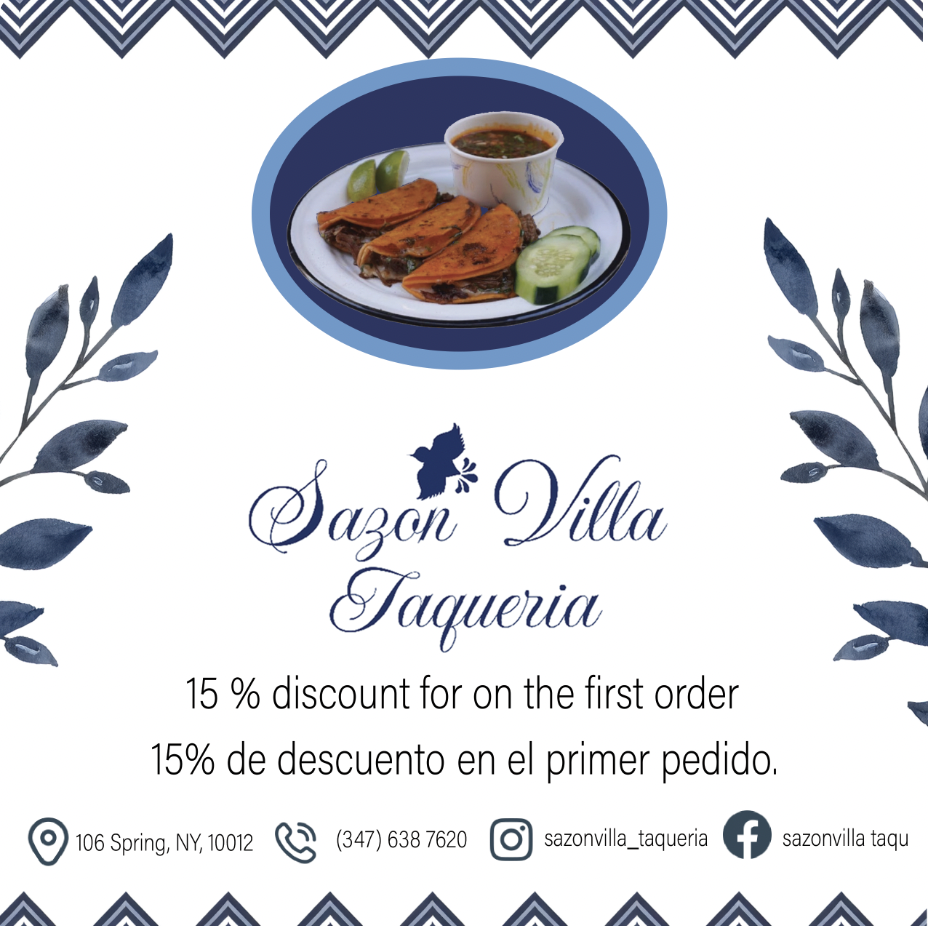 Sazon Villa
Taqueria
15 % discount for on the first order
15% de descuento en el primer pedido.
106 Spring, NY, 10012 (347) 638 7620 sazonvilla_taqueria sazonvilla taqu